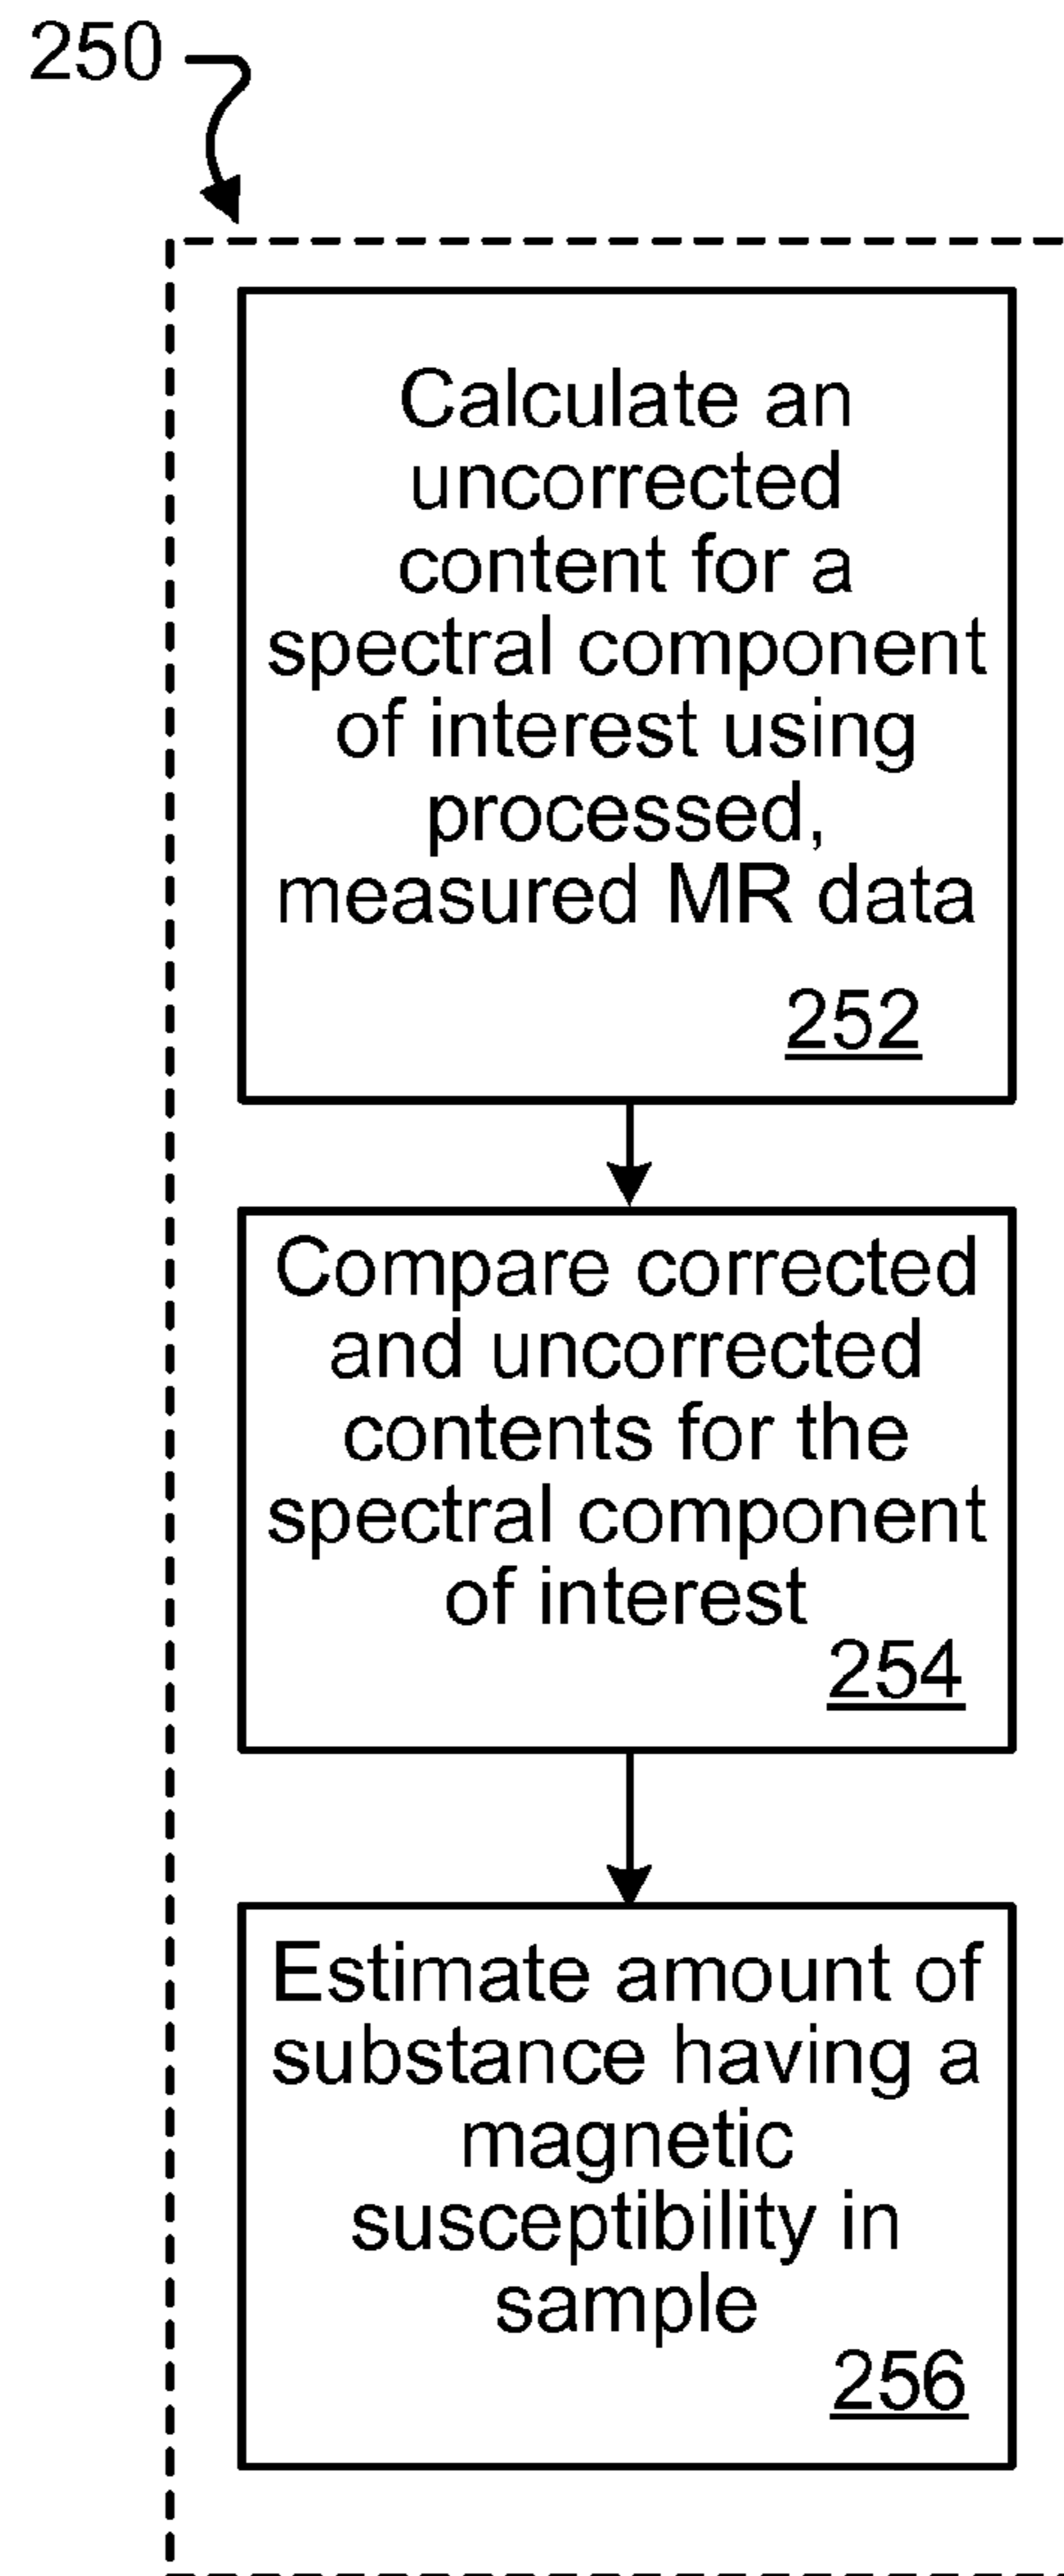 250
Calculate an
uncorrected
content for a
spectral component
of interest using
processed,
measured MR data
252
Compare corrected
and uncorrected
contents for the
spectral component
of interest
254
Estimate amount of
substance having a
magnetic
susceptibility in
sample
256